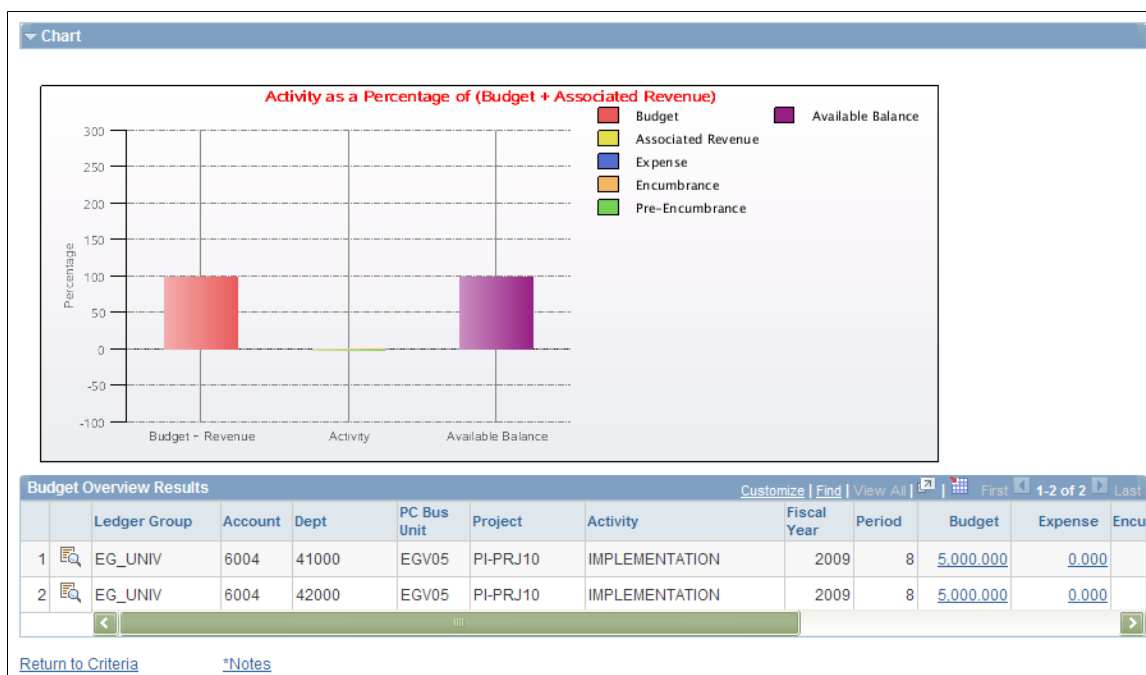 Chart
Activity as a Percentage of (Budget + Associated Revenue)
Budget
Available Balance
Associated Revenue
Expense
Encumbrance
Pre-Encumbrance
300
250
200
150
100
50
0
-50
-100
Percentage
Budget + Revenue
Activity
Available Balance
Budget Overview Results
Customize | Find | View All | | First 1-2 of 2 Last
Ledger Group Account Dept PC Bus Unit Project Activity Fiscal Year Period Budget Expense Encu
1 EG_UNIV 6004 41000 EGV05 PI-PRJ10 IMPLEMENTATION 2009 8 5,000.000 0.000
2 EG_UNIV 6004 42000 EGV05 PI-PRJ10 IMPLEMENTATION 2009 8 5,000.000 0.000
Return to Criteria *Notes